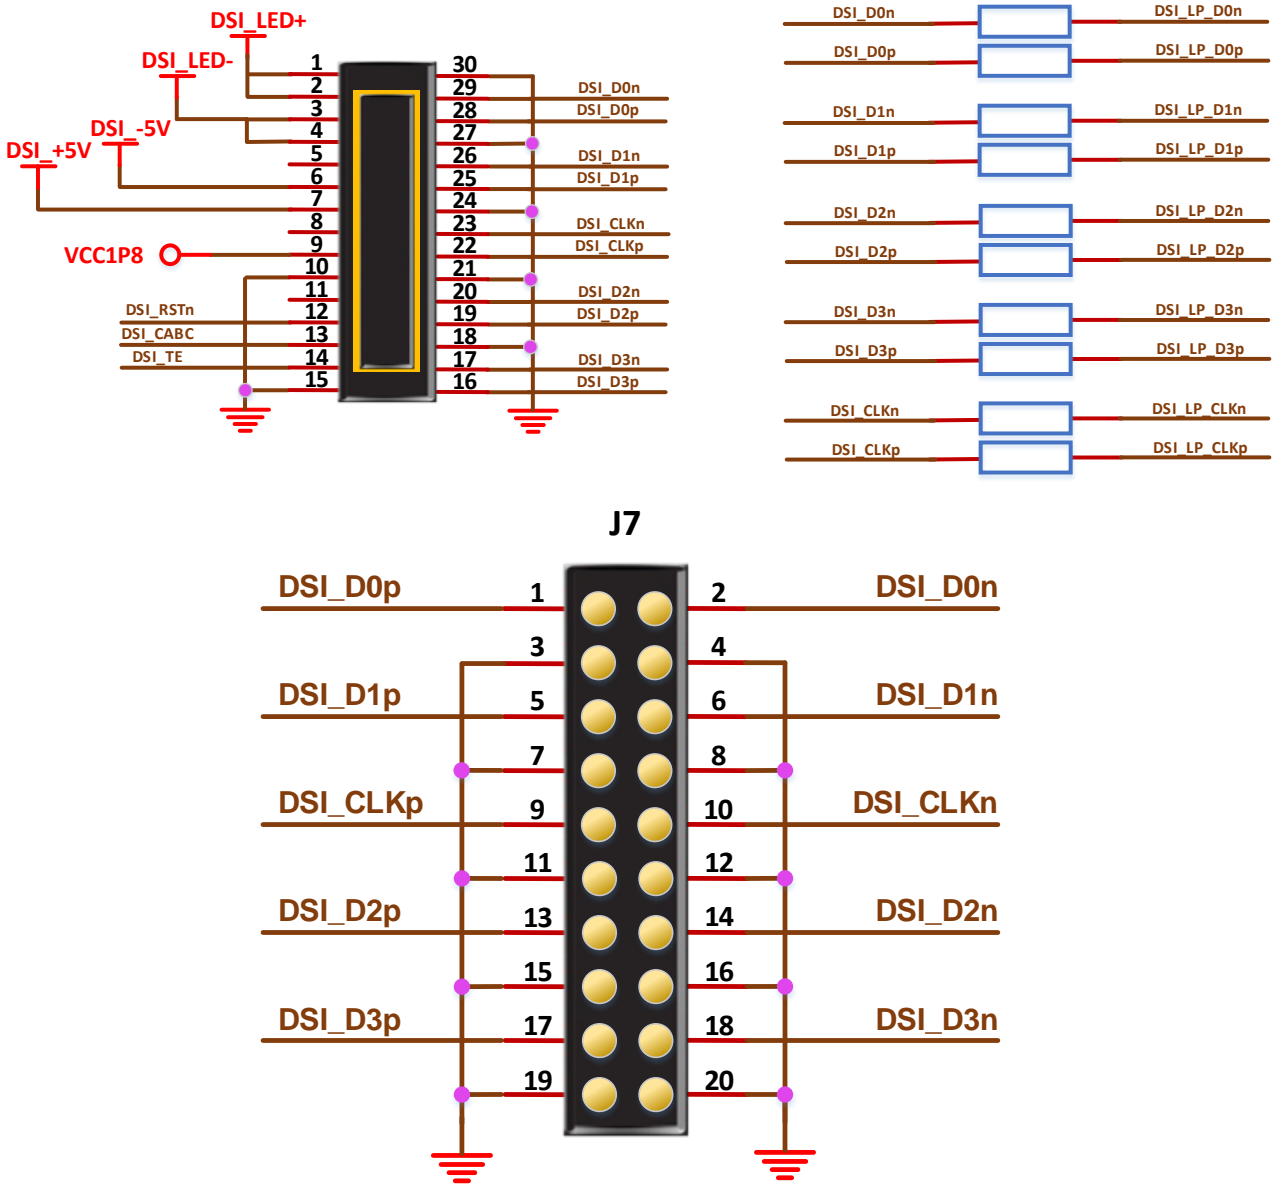 DSI_LED+
DSI_LED-
DSI_-5V
DSI_+5V
VCC1P8
DSI_RSTn
DSI_CABC
DSI_TE
1
2
3
4
5
6
7
8
9
10
11
12
13
14
15
30
29
28
27
26
25
24
23
22
21
20
19
18
17
16
DSI_D0n
DSI_D0p
DSI_D1n
DSI_D1p
DSI_CLKn
DSI_CLKp
DSI_D2n
DSI_D2p
DSI_D3n
DSI_D3p
DSI_D0n DSI_LP_D0n
DSI_D0p DSI_LP_D0p
DSI_D1n DSI_LP_D1n
DSI_D1p DSI_LP_D1p
DSI_D2n DSI_LP_D2n
DSI_D2p DSI_LP_D2p
DSI_D3n DSI_LP_D3n
DSI_D3p DSI_LP_D3p
DSI_CLKn DSI_LP_CLKn
DSI_CLKp DSI_LP_CLKp
J7
DSI_D0p 1 2 DSI_D0n
3 4
DSI_D1p 5 6 DSI_D1n
7 8
DSI_CLKp 9 10 DSI_CLKn
11 12
DSI_D2p 13 14 DSI_D2n
15 16
DSI_D3p 17 18 DSI_D3n
19 20